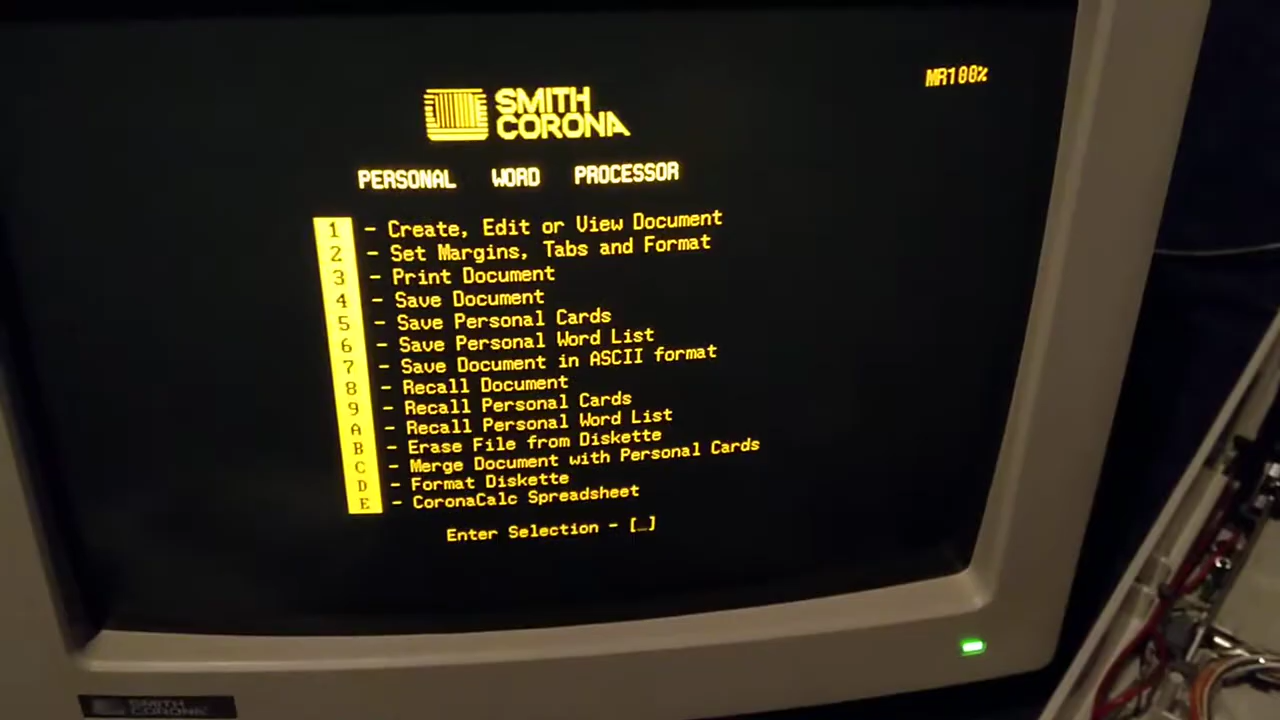 MR100%
SMITH
CORONA
PERSONAL WORD PROCESSOR
1 - Create, Edit or View Document
2 - Set Margins, Tabs and Format
3 - Print Document
4 - Save Document
5 - Save Personal Cards
6 - Save Personal Word List
7 - Save Document in ASCII format
8 - Recall Document
9 - Recall Personal Cards
A - Recall Personal Word List
B - Erase File from Diskette
C - Merge Document with Personal Cards
D - Format Diskette
E - CoronaCalc Spreadsheet
Enter Selection - [_]
SMITH
CORONA